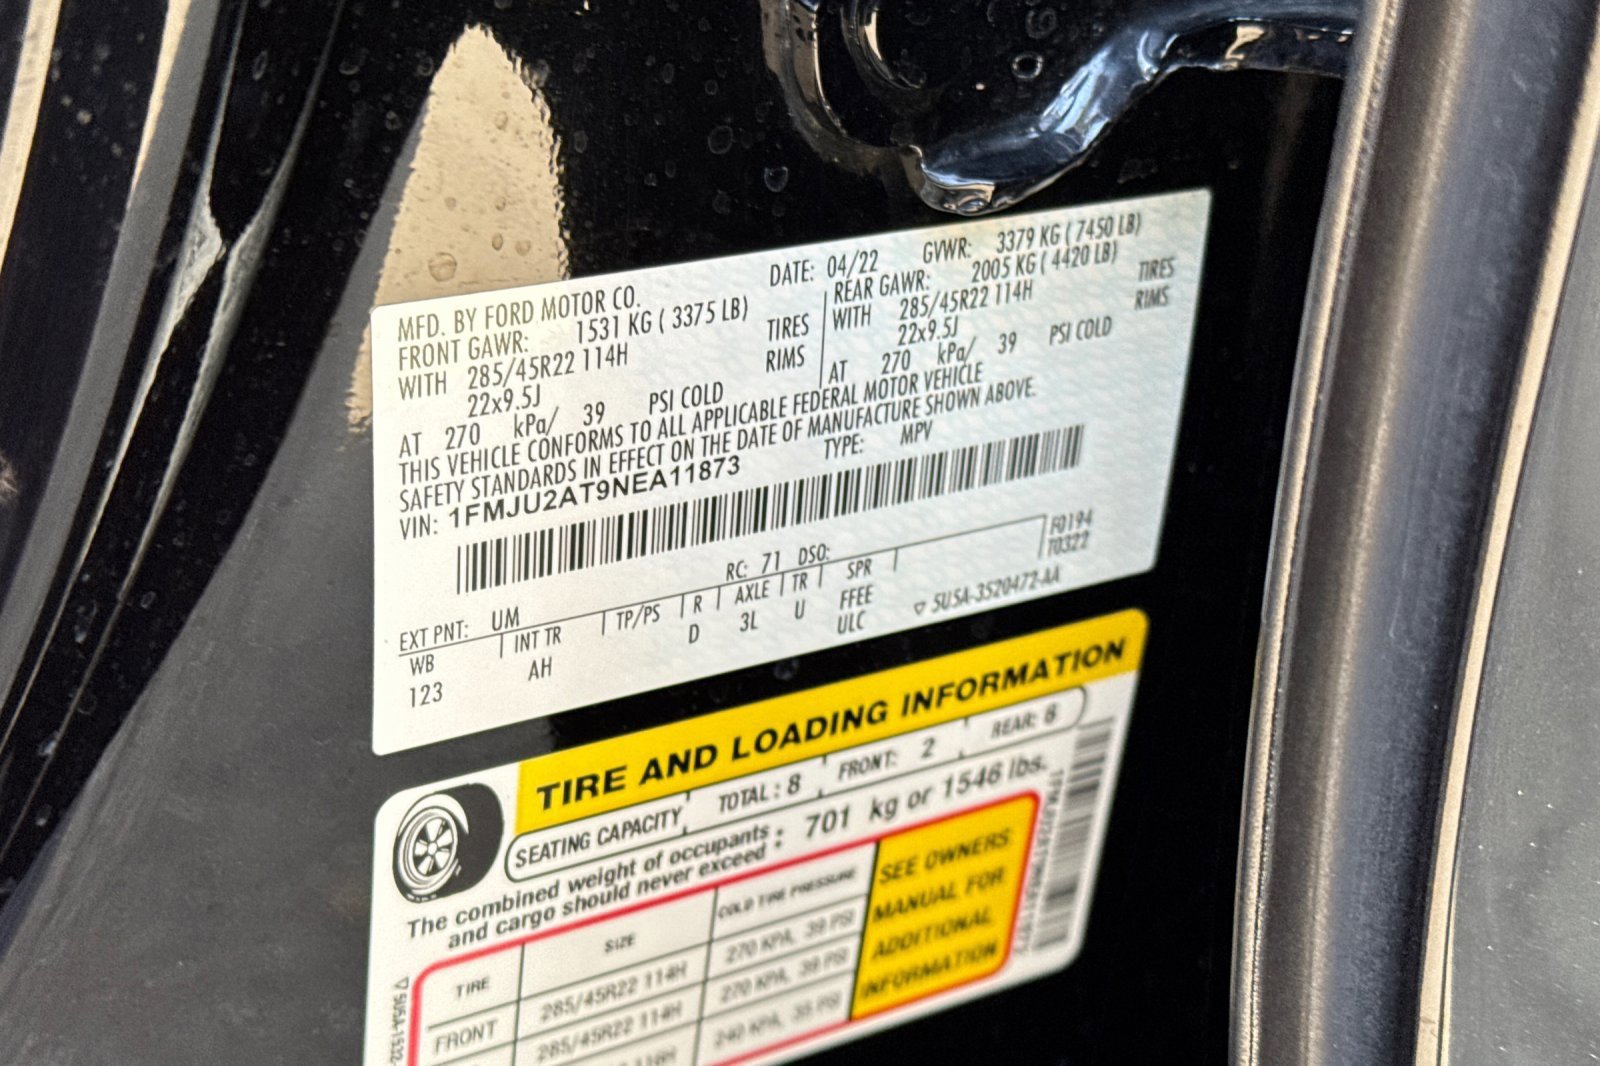 MFD. BY FORD MOTOR CO. DATE: 04/22 GVWR: 3379 KG ( 7450 LB)
FRONT GAWR: 1531 KG ( 3375 LB) REAR GAWR: 2005 KG ( 4420 LB)
WITH 285/45R22 114H TIRES WITH 285/45R22 114H TIRES
22x9.5J RIMS 22x9.5J RIMS
AT 270 kPa/ 39 PSI COLD AT 270 kPa/ 39 PSI COLD
THIS VEHICLE CONFORMS TO ALL APPLICABLE FEDERAL MOTOR VEHICLE
SAFETY STANDARDS IN EFFECT ON THE DATE OF MANUFACTURE SHOWN ABOVE.
VIN: 1FMJU2AT9NEA11873 TYPE: MPV
F0194
T0322
EXT PNT: UM RC: 71 DSO:
WB INT TR TP/PS R AXLE TR SPR
123 AH D 3L U FFEE
ULC
5U5A-3520472-AA
TIRE AND LOADING INFORMATION
SEATING CAPACITY TOTAL : 8 FRONT: 2 REAR: 6
The combined weight of occupants : 701 kg or 1546 lbs.
and cargo should never exceed :
TIRE SIZE COLD TIRE PRESSURE
FRONT 285/45R22 114H 270 KPA, 39 PSI
285/45R22 114H 270 KPA, 39 PSI
240 KPA, 35 PSI
SEE OWNERS
MANUAL FOR
ADDITIONAL
INFORMATION